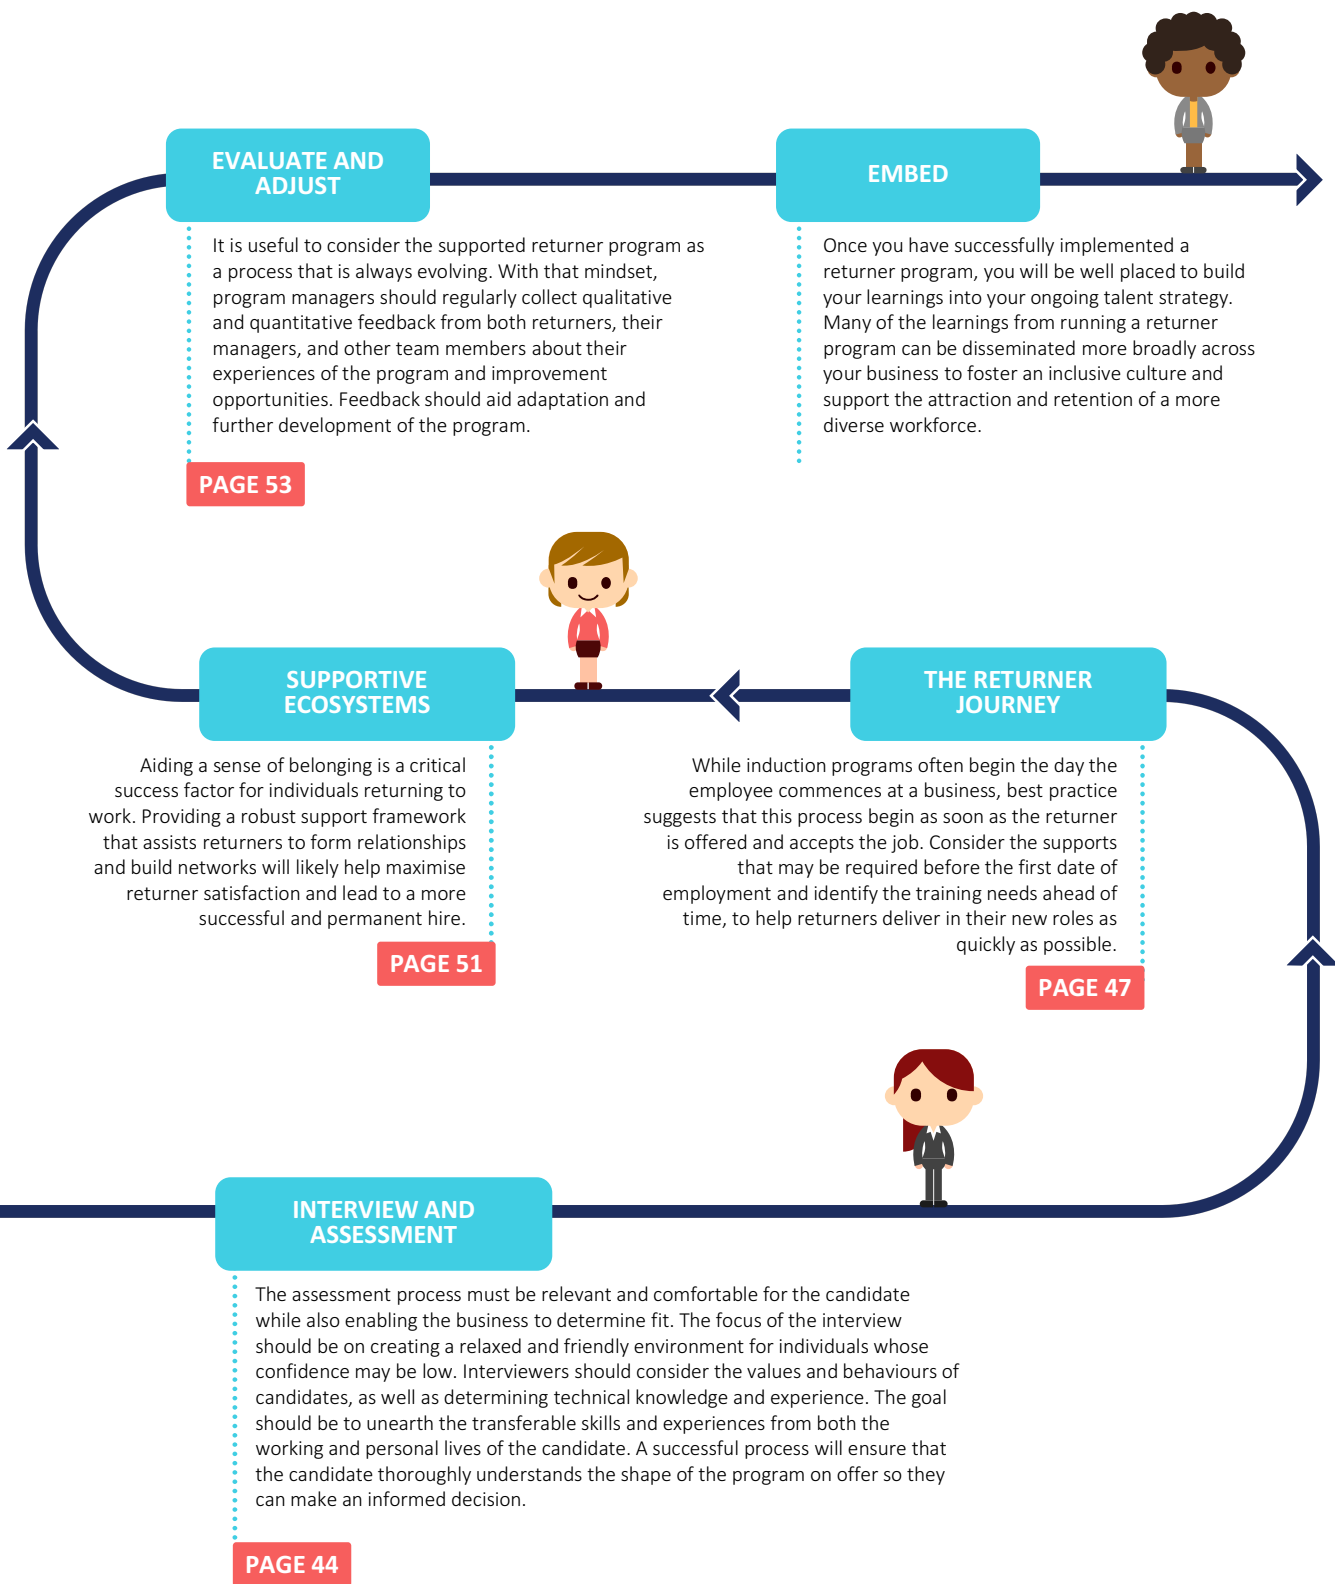 EVALUATE AND
ADJUST
It is useful to consider the supported returner program as
a process that is always evolving. With that mindset,
program managers should regularly collect qualitative
and quantitative feedback from both returners, their
managers, and other team members about their
experiences of the program and improvement
opportunities. Feedback should aid adaptation and
further development of the program.
PAGE 53
EMBED
Once you have successfully implemented a
returner program, you will be well placed to build
your learnings into your ongoing talent strategy.
Many of the learnings from running a returner
program can be disseminated more broadly across
your business to foster an inclusive culture and
support the attraction and retention of a more
diverse workforce.
SUPPORTIVE
ECOSYSTEMS
Aiding a sense of belonging is a critical
success factor for individuals returning to
work. Providing a robust support framework
that assists returners to form relationships
and build networks will likely help maximise
returner satisfaction and lead to a more
successful and permanent hire.
PAGE 51
THE RETURNER
JOURNEY
While induction programs often begin the day the
employee commences at a business, best practice
suggests that this process begin as soon as the returner
is offered and accepts the job. Consider the supports
that may be required before the first date of
employment and identify the training needs ahead of
time, to help returners deliver in their new roles as
quickly as possible.
PAGE 47
INTERVIEW AND
ASSESSMENT
The assessment process must be relevant and comfortable for the candidate
while also enabling the business to determine fit. The focus of the interview
should be on creating a relaxed and friendly environment for individuals whose
confidence may be low. Interviewers should consider the values and behaviours of
candidates, as well as determining technical knowledge and experience. The goal
should be to unearth the transferable skills and experiences from both the
working and personal lives of the candidate. A successful process will ensure that
the candidate thoroughly understands the shape of the program on offer so they
can make an informed decision.
PAGE 44